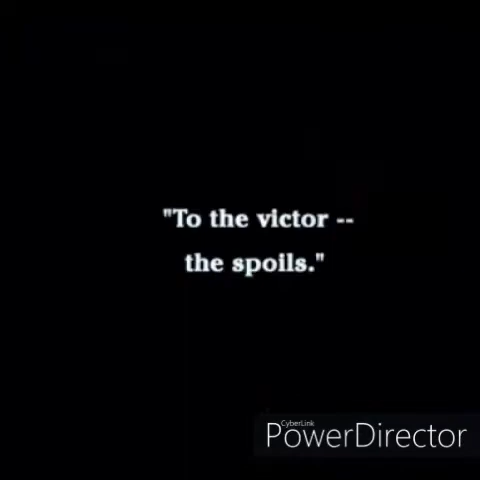 "To the victor --
the spoils."
CyberLink
PowerDirector